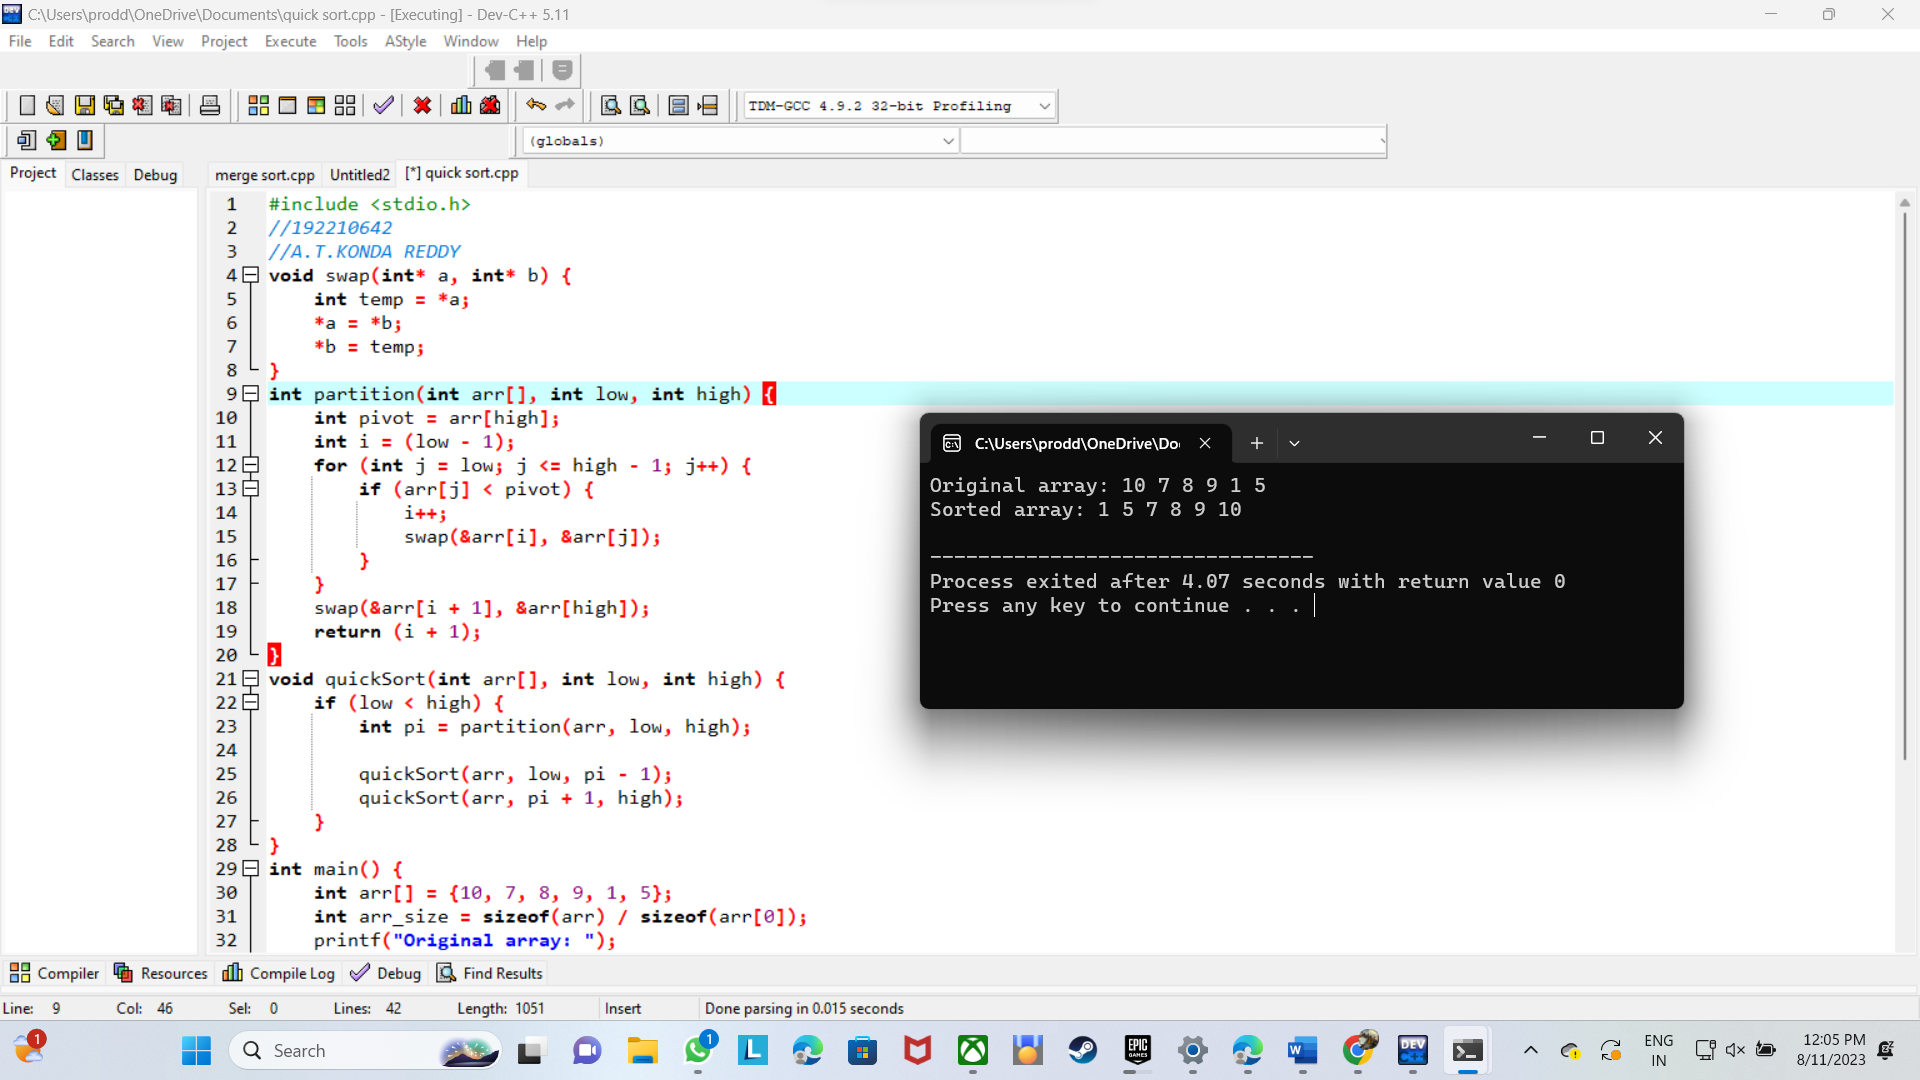 C:\Users\prodd\OneDrive\Documents\quick sort.cpp - [Executing] - Dev-C++ 5.11
File Edit Search View Project Execute Tools AStyle Window Help
TDM-GCC 4.9.2 32-bit Profiling
(globals)
Project Classes Debug
merge sort.cpp Untitled2 [*] quick sort.cpp
1 #include <stdio.h>
2 //192210642
3 //A.T.KONDA REDDY
4 void swap(int* a, int* b) {
5 int temp = *a;
6 *a = *b;
7 *b = temp;
8 }
9 int partition(int arr[], int low, int high) {
10 int pivot = arr[high];
11 int i = (low - 1);
12 for (int j = low; j <= high - 1; j++) {
13 if (arr[j] < pivot) {
14 i++;
15 swap(&arr[i], &arr[j]);
16 }
17 }
18 swap(&arr[i + 1], &arr[high]);
19 return (i + 1);
20 }
21 void quickSort(int arr[], int low, int high) {
22 if (low < high) {
23 int pi = partition(arr, low, high);
24
25 quickSort(arr, low, pi - 1);
26 quickSort(arr, pi + 1, high);
27 }
28 }
29 int main() {
30 int arr[] = {10, 7, 8, 9, 1, 5};
31 int arr_size = sizeof(arr) / sizeof(arr[0]);
32 printf("Original array: ");
C:\Users\prodd\OneDrive\Do
Original array: 10 7 8 9 1 5
Sorted array: 1 5 7 8 9 10
--------------------------------
Process exited after 4.07 seconds with return value 0
Press any key to continue . . .
Compiler Resources Compile Log Debug Find Results
Line: 9 Col: 46 Sel: 0 Lines: 42 Length: 1051 Insert Done parsing in 0.015 seconds
1
Search
1
L
EPIC GAMES
W
DEV C++
ENG
IN
12:05 PM
8/11/2023